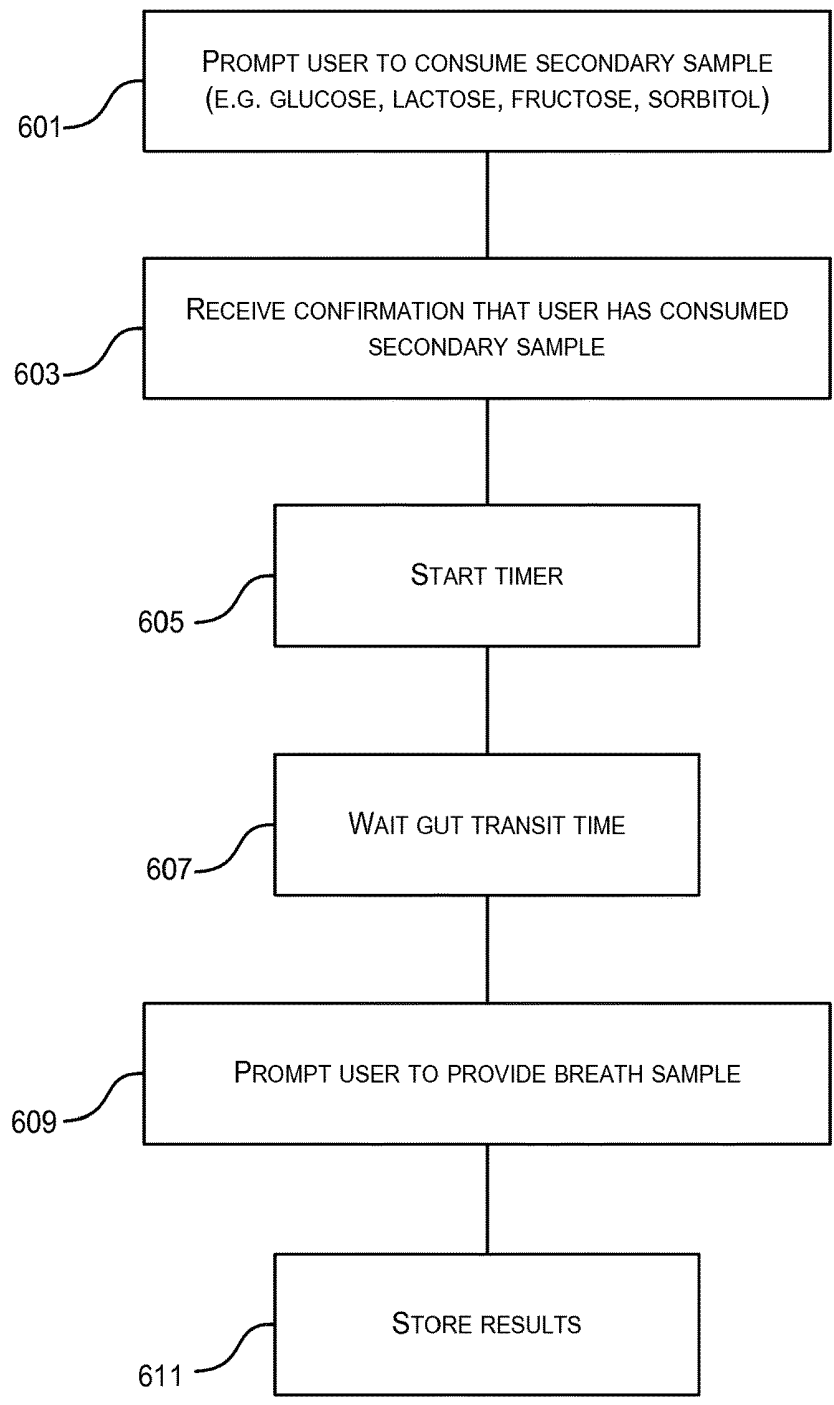 PROMPT USER TO CONSUME SECONDARY SAMPLE
(E.G. GLUCOSE, LACTOSE, FRUCTOSE, SORBITOL)
601
RECEIVE CONFIRMATION THAT USER HAS CONSUMED
SECONDARY SAMPLE
603
START TIMER
605
WAIT GUT TRANSIT TIME
607
PROMPT USER TO PROVIDE BREATH SAMPLE
609
STORE RESULTS
611